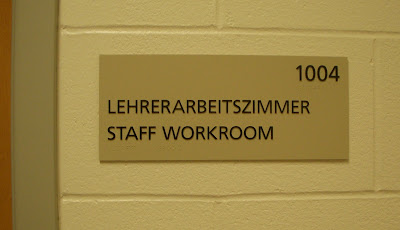 1004
LEHRERARBEITSZIMMER
STAFF WORKROOM